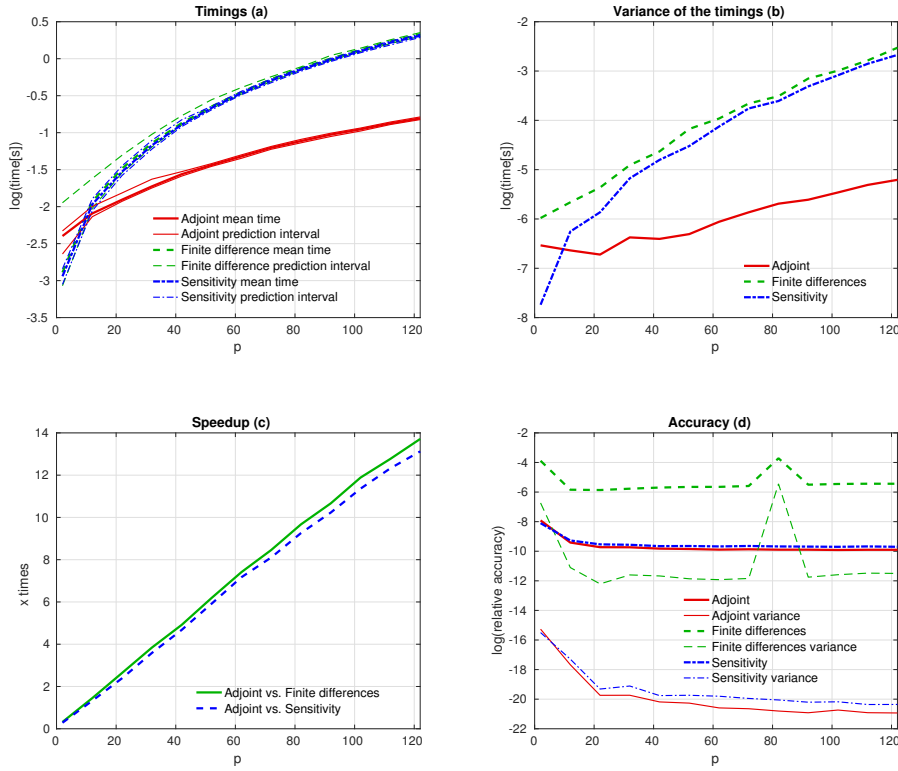 Timings (a)
0.5
0
-0.5
-1
-1.5
-2
-2.5
-3
-3.5
log(time[s])
Adjoint mean time
Adjoint prediction interval
Finite difference mean time
Finite difference prediction interval
Sensitivity mean time
Sensitivity prediction interval
0 20 40 60 80 100 120
p
Variance of the timings (b)
-2
-3
-4
-5
-6
-7
-8
log(time[s])
Adjoint
Finite differences
Sensitivity
0 20 40 60 80 100 120
p
Speedup (c)
14
12
10
8
6
4
2
0
x times
Adjoint vs. Finite differences
Adjoint vs. Sensitivity
0 20 40 60 80 100 120
p
Accuracy (d)
-2
-4
-6
-8
-10
-12
-14
-16
-18
-20
-22
log(relative accuracy)
Adjoint
Adjoint variance
Finite differences
Finite differences variance
Sensitivity
Sensitivity variance
0 20 40 60 80 100 120
p